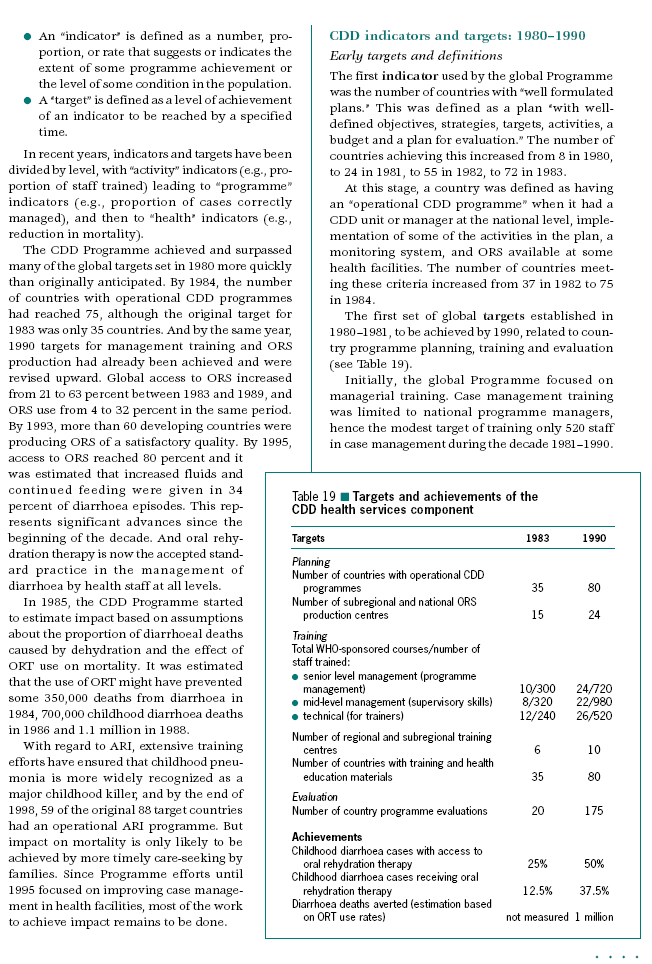 ● An “indicator” is defined as a number, pro-
portion, or rate that suggests or indicates the
extent of some programme achievement or
the level of some condition in the population.
● A “target” is defined as a level of achievement
of an indicator to be reached by a specified
time.
In recent years, indicators and targets have been
divided by level, with “activity” indicators (e.g., pro-
portion of staff trained) leading to “programme”
indicators (e.g., proportion of cases correctly
managed), and then to “health” indicators (e.g.,
reduction in mortality).
The CDD Programme achieved and surpassed
many of the global targets set in 1980 more quickly
than originally anticipated. By 1984, the number
of countries with operational CDD programmes
had reached 75, although the original target for
1983 was only 35 countries. And by the same year,
1990 targets for management training and ORS
production had already been achieved and were
revised upward. Global access to ORS increased
from 21 to 63 percent between 1983 and 1989, and
ORS use from 4 to 32 percent in the same period.
By 1993, more than 60 developing countries were
producing ORS of a satisfactory quality. By 1995,
access to ORS reached 80 percent and it
was estimated that increased fluids and
continued feeding were given in 34
percent of diarrhoea episodes. This rep-
resents significant advances since the
beginning of the decade. And oral rehy-
dration therapy is now the accepted stand-
ard practice in the management of
diarrhoea by health staff at all levels.
In 1985, the CDD Programme started
to estimate impact based on assumptions
about the proportion of diarrhoeal deaths
caused by dehydration and the effect of
ORT use on mortality. It was estimated
that the use of ORT might have prevented
some 350,000 deaths from diarrhoea in
1984, 700,000 childhood diarrhoea deaths
in 1986 and 1.1 million in 1988.
With regard to ARI, extensive training
efforts have ensured that childhood pneu-
monia is more widely recognized as a
major childhood killer, and by the end of
1998, 59 of the original 88 target countries
had an operational ARI programme. But
impact on mortality is only likely to be
achieved by more timely care-seeking by
families. Since Programme efforts until
1995 focused on improving case manage-
ment in health facilities, most of the work
to achieve impact remains to be done.
CDD indicators and targets: 1980–1990
Early targets and definitions
The first indicator used by the global Programme
was the number of countries with “well formulated
plans.” This was defined as a plan “with well-
defined objectives, strategies, targets, activities, a
budget and a plan for evaluation.” The number of
countries achieving this increased from 8 in 1980,
to 24 in 1981, to 55 in 1982, to 72 in 1983.
At this stage, a country was defined as having
an “operational CDD programme” when it had a
CDD unit or manager at the national level, imple-
mentation of some of the activities in the plan, a
monitoring system, and ORS available at some
health facilities. The number of countries meet-
ing these criteria increased from 37 in 1982 to 75
in 1984.
The first set of global targets established in
1980–1981, to be achieved by 1990, related to coun-
try programme planning, training and evaluation
(see Table 19).
Initially, the global Programme focused on
managerial training. Case management training
was limited to national programme managers,
hence the modest target of training only 520 staff
in case management during the decade 1981–1990.
Table 19 ■ Targets and achievements of the
CDD health services component
Targets 1983 1990
Planning
Number of countries with operational CDD
programmes 35 80
Number of subregional and national ORS
production centres 15 24
Training
Total WHO-sponsored courses/number of
staff trained:
● senior level management (programme
management) 10/300 24/720
● mid-level management (supervisory skills) 8/320 22/980
● technical (for trainers) 12/240 26/520
Number of regional and subregional training
centres 6 10
Number of countries with training and health
education materials 35 80
Evaluation
Number of country programme evaluations 20 175
Achievements
Childhood diarrhoea cases with access to
oral rehydration therapy 25% 50%
Childhood diarrhoea cases receiving oral
rehydration therapy 12.5% 37.5%
Diarrhoea deaths averted (estimation based
on ORT use rates) not measured 1 million